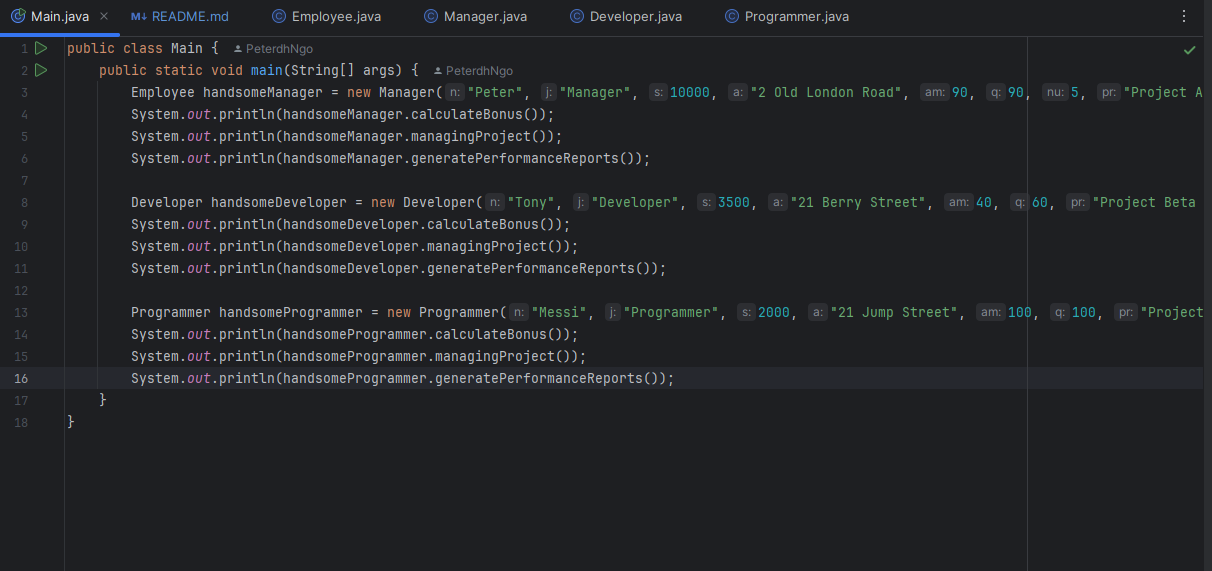 Main.java
README.md
Employee.java
Manager.java
Developer.java
Programmer.java
1 public class Main { PeterdhNgo
2 public static void main(String[] args) { PeterdhNgo
3 Employee handsomeManager = new Manager( n: "Peter", j: "Manager", s: 10000, a: "2 Old London Road", am: 90, q: 90, nu: 5, pr: "Project A
4 System.out.println(handsomeManager.calculateBonus());
5 System.out.println(handsomeManager.managingProject());
6 System.out.println(handsomeManager.generatePerformanceReports());
7
8 Developer handsomeDeveloper = new Developer( n: "Tony", j: "Developer", s: 3500, a: "21 Berry Street", am: 40, q: 60, pr: "Project Beta
9 System.out.println(handsomeDeveloper.calculateBonus());
10 System.out.println(handsomeDeveloper.managingProject());
11 System.out.println(handsomeDeveloper.generatePerformanceReports());
12
13 Programmer handsomeProgrammer = new Programmer( n: "Messi", j: "Programmer", s: 2000, a: "21 Jump Street", am: 100, q: 100, pr: "Project
14 System.out.println(handsomeProgrammer.calculateBonus());
15 System.out.println(handsomeProgrammer.managingProject());
16 System.out.println(handsomeProgrammer.generatePerformanceReports());
17 }
18 }